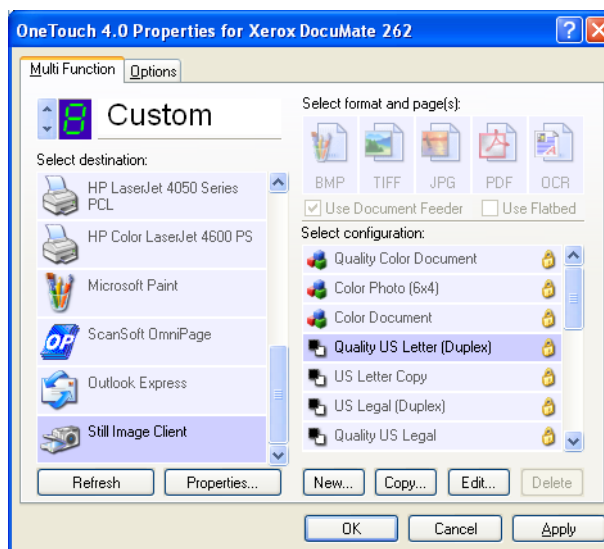 OneTouch 4.0 Properties for Xerox DocuMate 262
Multi Function
Options
8
Custom
Select destination:
HP LaserJet 4050 Series
PCL
HP Color LaserJet 4600 PS
Microsoft Paint
OP
ScanSoft OmniPage
Outlook Express
Still Image Client
Refresh
Properties...
Select format and page(s):
BMP TIFF JPG PDF OCR
Use Document Feeder
Use Flatbed
Select configuration:
Quality Color Document
Color Photo (6x4)
Color Document
Quality US Letter (Duplex)
US Letter Copy
US Legal (Duplex)
Quality US Legal
New...
Copy...
Edit...
Delete
OK
Cancel
Apply